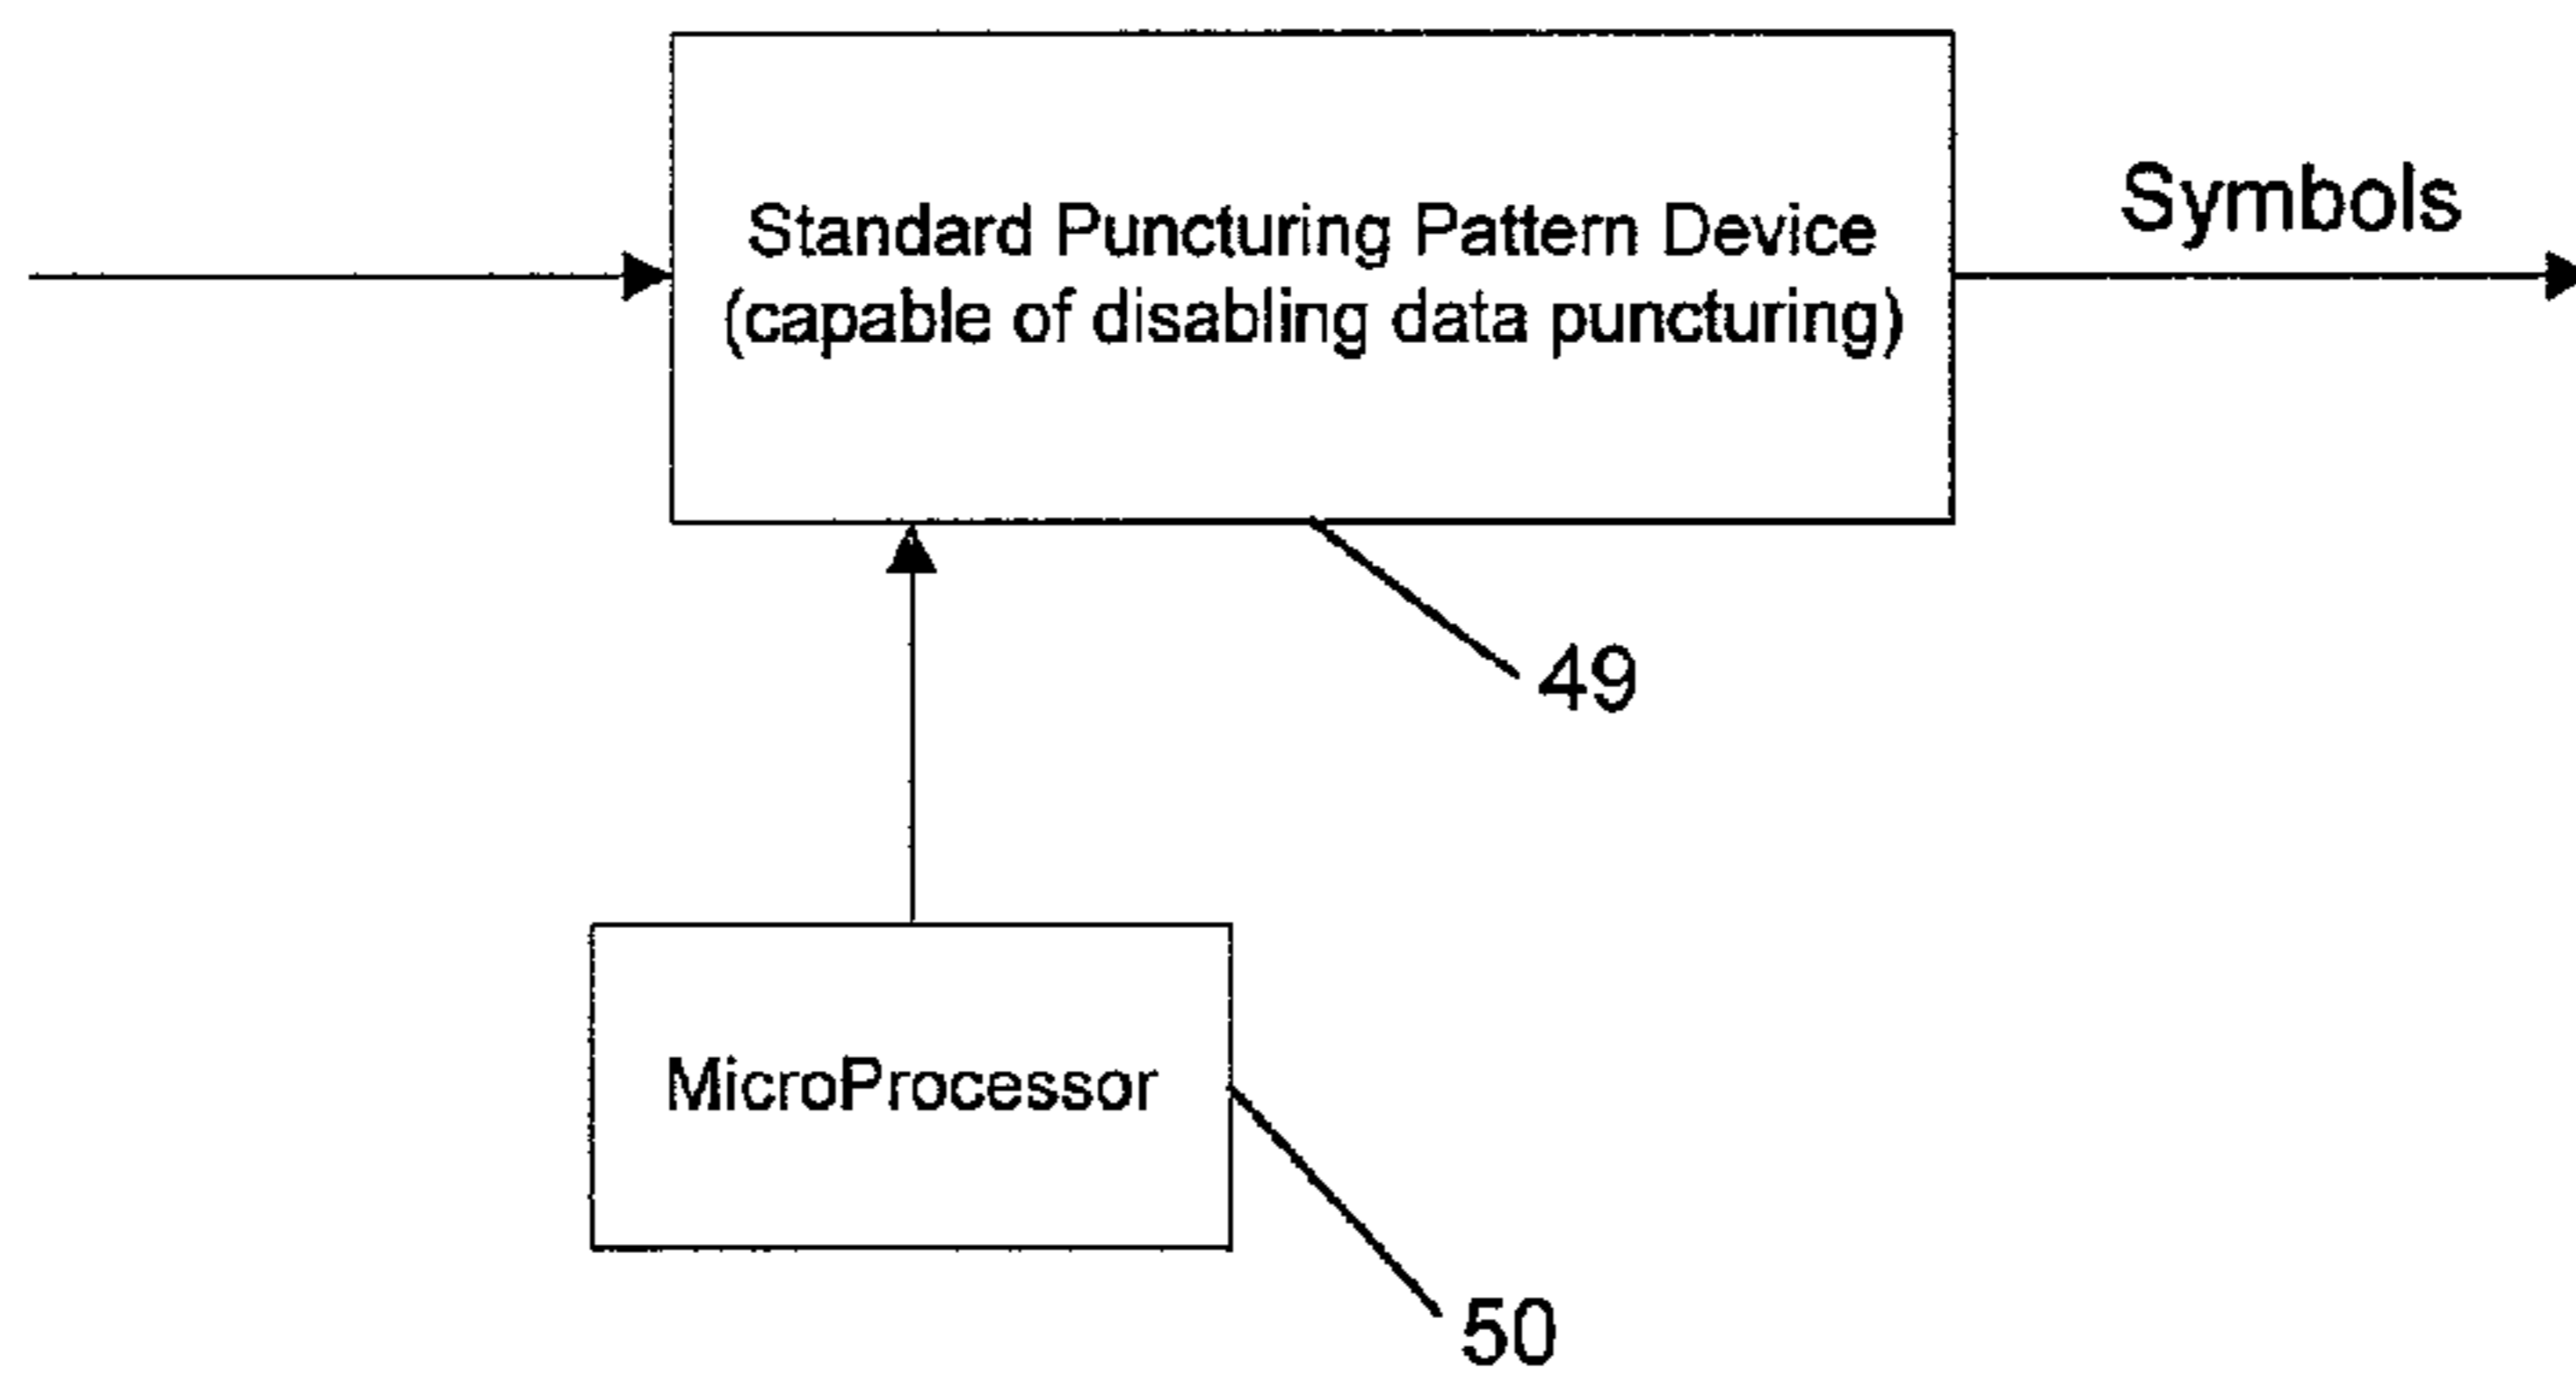 Symbols
Standard Puncturing Pattern Device
(capable of disabling data puncturing)
49
MicroProcessor
50